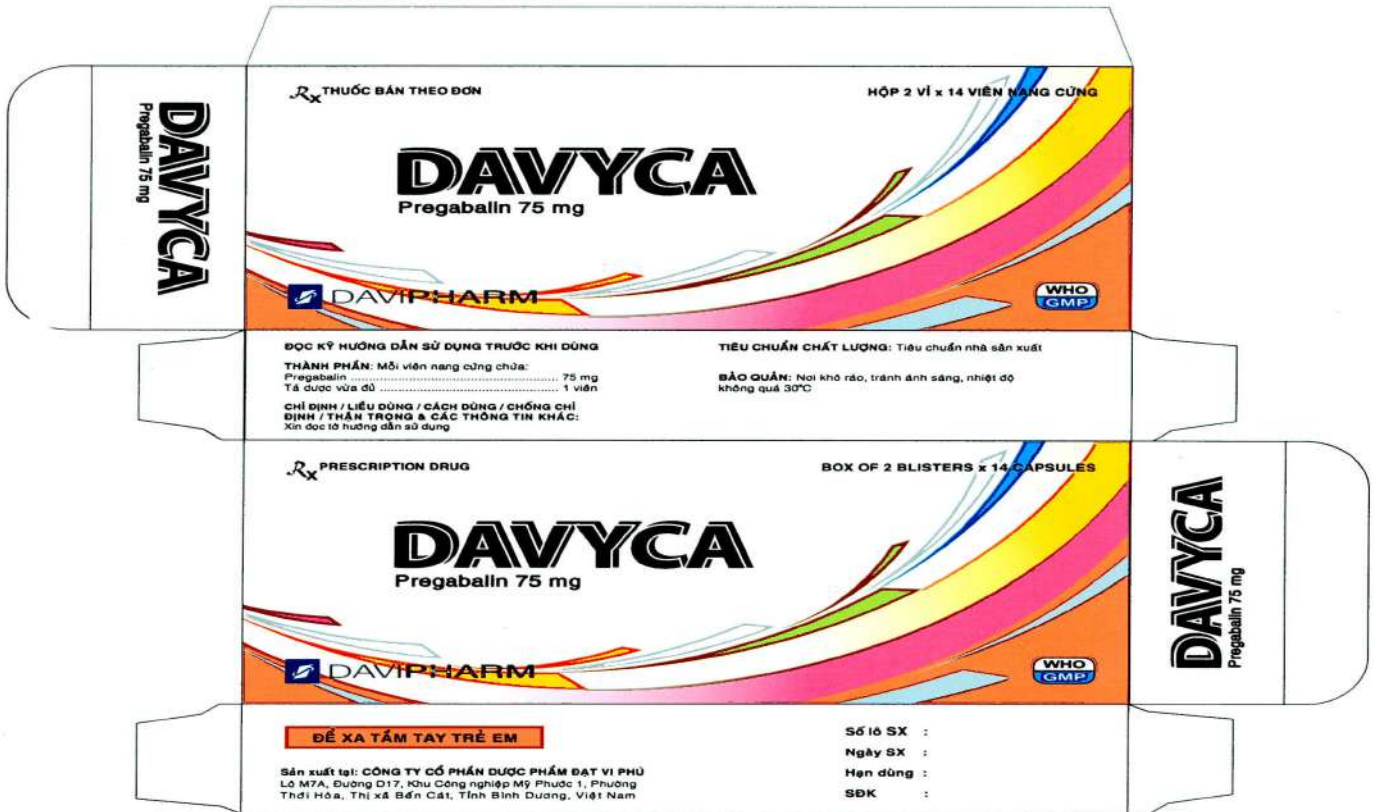 DAVYCA
Pregabalin 75 mg
Rx THUỐC BÁN THEO ĐƠN
HỘP 2 VỈ x 14 VIÊN NANG CỨNG
DAVYCA
Pregabalin 75 mg
DAVIPHARM
WHO
GMP
ĐỌC KỸ HƯỚNG DẪN SỬ DỤNG TRƯỚC KHI DÙNG
THÀNH PHẦN: Mỗi viên nang cứng chứa:
Pregabalin ........................................ 75 mg
Tá dược vừa đủ ................................... 1 viên
CHỈ ĐỊNH / LIỀU DÙNG / CÁCH DÙNG / CHỐNG CHỈ
ĐỊNH / THẬN TRỌNG & CÁC THÔNG TIN KHÁC:
Xin đọc tờ hướng dẫn sử dụng
TIÊU CHUẨN CHẤT LƯỢNG: Tiêu chuẩn nhà sản xuất
BẢO QUẢN: Nơi khô ráo, tránh ánh sáng, nhiệt độ
không quá 30°C
Rx PRESCRIPTION DRUG
BOX OF 2 BLISTERS x 14 CAPSULES
DAVYCA
Pregabalin 75 mg
DAVIPHARM
WHO
GMP
DAVYCA
Pregabalin 75 mg
ĐỂ XA TẦM TAY TRẺ EM
Sản xuất tại: CÔNG TY CỔ PHẦN DƯỢC PHẨM ĐẠT VI PHÚ
Lô M7A, Đường D17, Khu Công nghiệp Mỹ Phước 1, Phường
Thới Hòa, Thị xã Bến Cát, Tỉnh Bình Dương, Việt Nam
Số lô SX :
Ngày SX :
Hạn dùng :
SĐK :